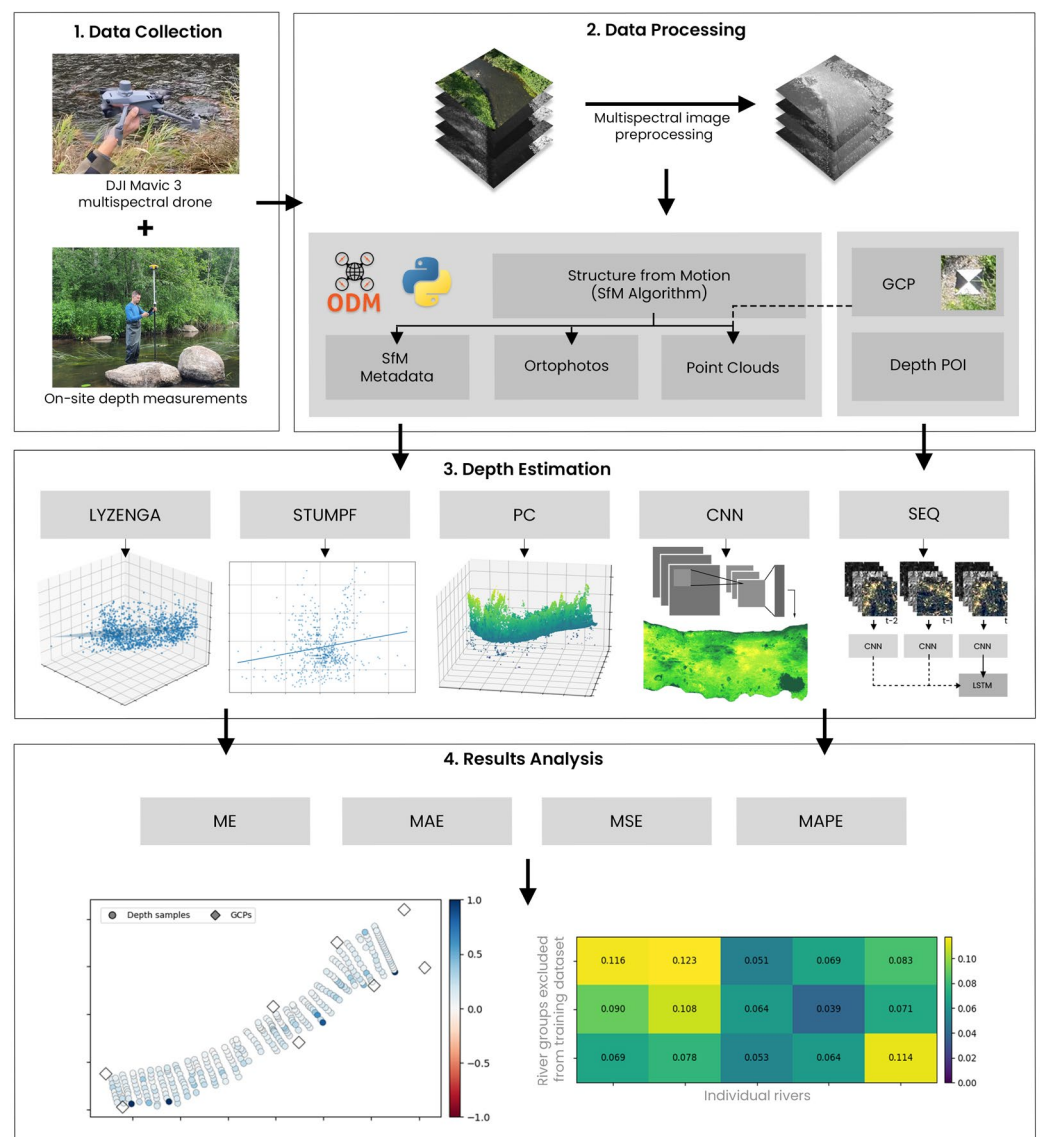 1. Data Collection
DJI Mavic 3
multispectral drone
+
On-site depth measurements
2. Data Processing
Multispectral image
preprocessing
ODM
Structure from Motion
(SfM Algorithm)
SfM
Metadata
Ortophotos
Point Clouds
GCP
Depth POI
3. Depth Estimation
LYZENGA
STUMPF
PC
CNN
SEQ
t-2
t-1
t
CNN
CNN
CNN
LSTM
4. Results Analysis
ME
MAE
MSE
MAPE
Depth samples
GCPs
1.0
0.5
0.0
−0.5
−1.0
River groups excluded
from training dataset
0.116 0.123 0.051 0.069 0.083
0.090 0.108 0.064 0.039 0.071
0.069 0.078 0.053 0.064 0.114
Individual rivers
0.10
0.08
0.06
0.04
0.02
0.00